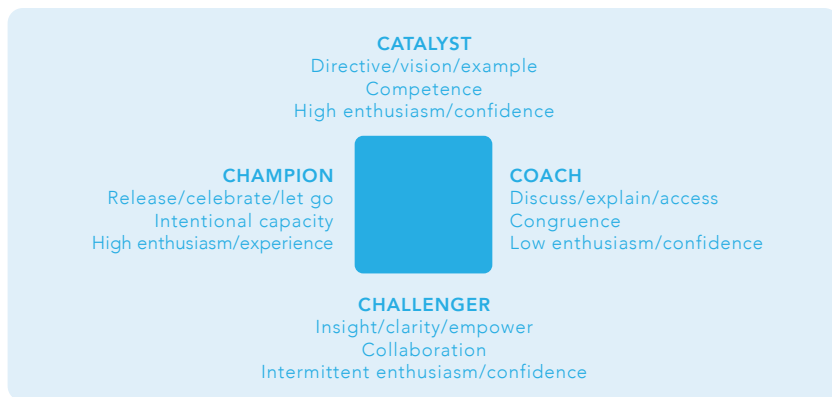 CATALYST
Directive/vision/example
Competence
High enthusiasm/confidence
CHAMPION
Release/celebrate/let go
Intentional capacity
High enthusiasm/experience
COACH
Discuss/explain/access
Congruence
Low enthusiasm/confidence
CHALLENGER
Insight/clarity/empower
Collaboration
Intermittent enthusiasm/confidence